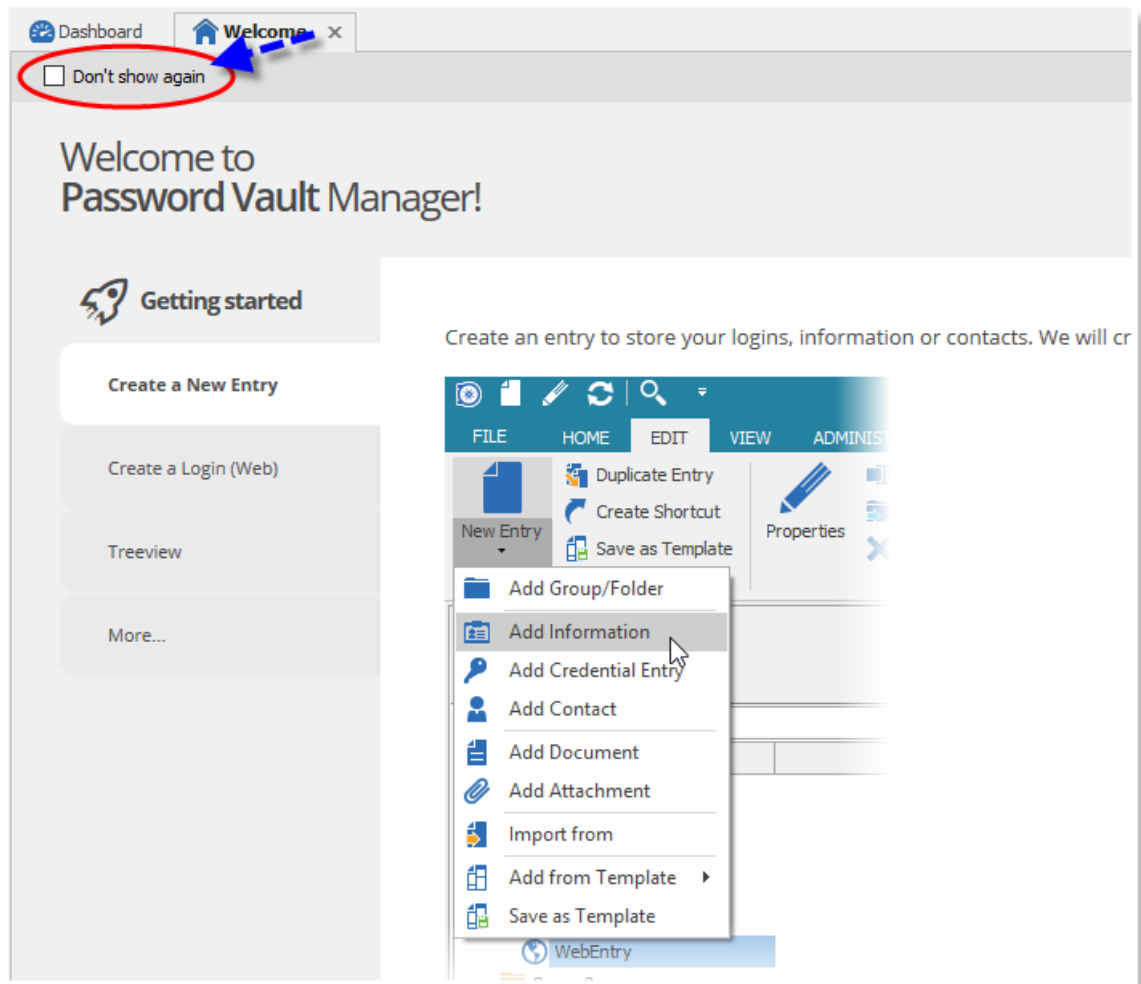 Dashboard
Welcome
Don't show again
Welcome to
Password Vault Manager!
Getting started
Create a New Entry
Create a Login (Web)
Treeview
More...
Create an entry to store your logins, information or contacts. We will cr
FILE HOME EDIT VIEW ADMINIS
New Entry
Duplicate Entry
Create Shortcut
Save as Template
Properties
Add Group/Folder
Add Information
Add Credential Entry
Add Contact
Add Document
Add Attachment
Import from
Add from Template
Save as Template
WebEntry